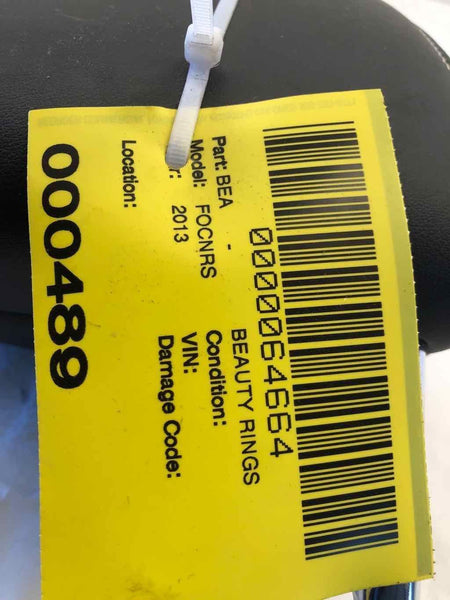 0000064664
Part: BEA - BEAUTY RINGS
Model: FOCNRS Condition:
r: 2013 VIN:
Damage Code:
Location:
000489